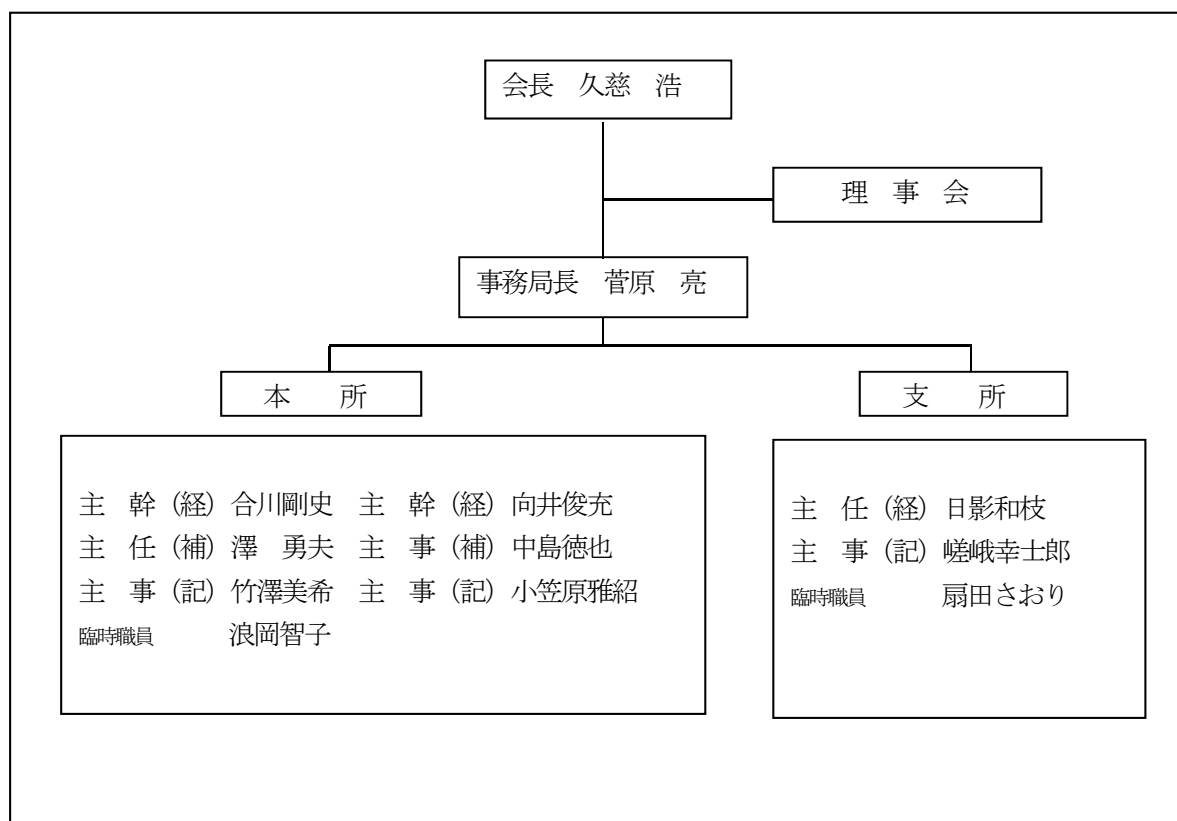 会長　久慈　浩
理　事　会
事務局長　菅原　亮
本　　所
支　　所
主　幹（経）合川剛史　主　幹（経）向井俊充
主　任（補）澤　勇夫　主　事（補）中島徳也
主　事（記）竹澤美希　主　事（記）小笠原雅紹
臨時職員　　浪岡智子
主　任（経）日影和枝
主　事（記）嵯峨幸士郎
臨時職員　　扇田さおり